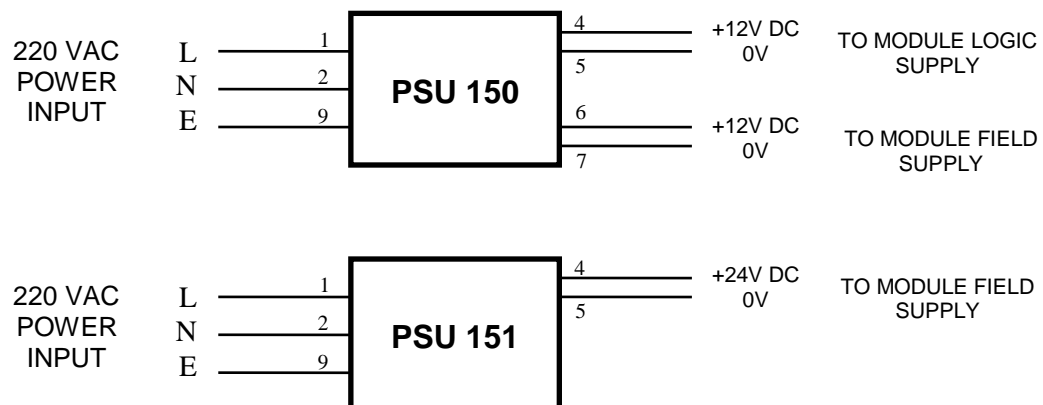 220 VAC
POWER
INPUT
L
N
E
1
2
9
PSU 150
4
5
6
7
+12V DC
0V
+12V DC
0V
TO MODULE LOGIC
SUPPLY
TO MODULE FIELD
SUPPLY
220 VAC
POWER
INPUT
L
N
E
1
2
9
PSU 151
4
5
+24V DC
0V
TO MODULE FIELD
SUPPLY